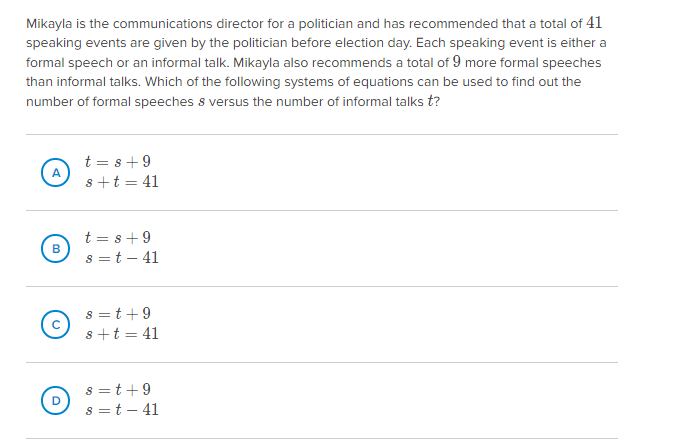 Mikayla is the communications director for a politician and has recommended that a total of 41
speaking events are given by the politician before election day. Each speaking event is either a
formal speech or an informal talk. Mikayla also recommends a total of 9 more formal speeches
than informal talks. Which of the following systems of equations can be used to find out the
number of formal speeches s versus the number of informal talks t?
A
t = s + 9
s + t = 41
B
t = s + 9
s = t − 41
C
s = t + 9
s + t = 41
D
s = t + 9
s = t − 41